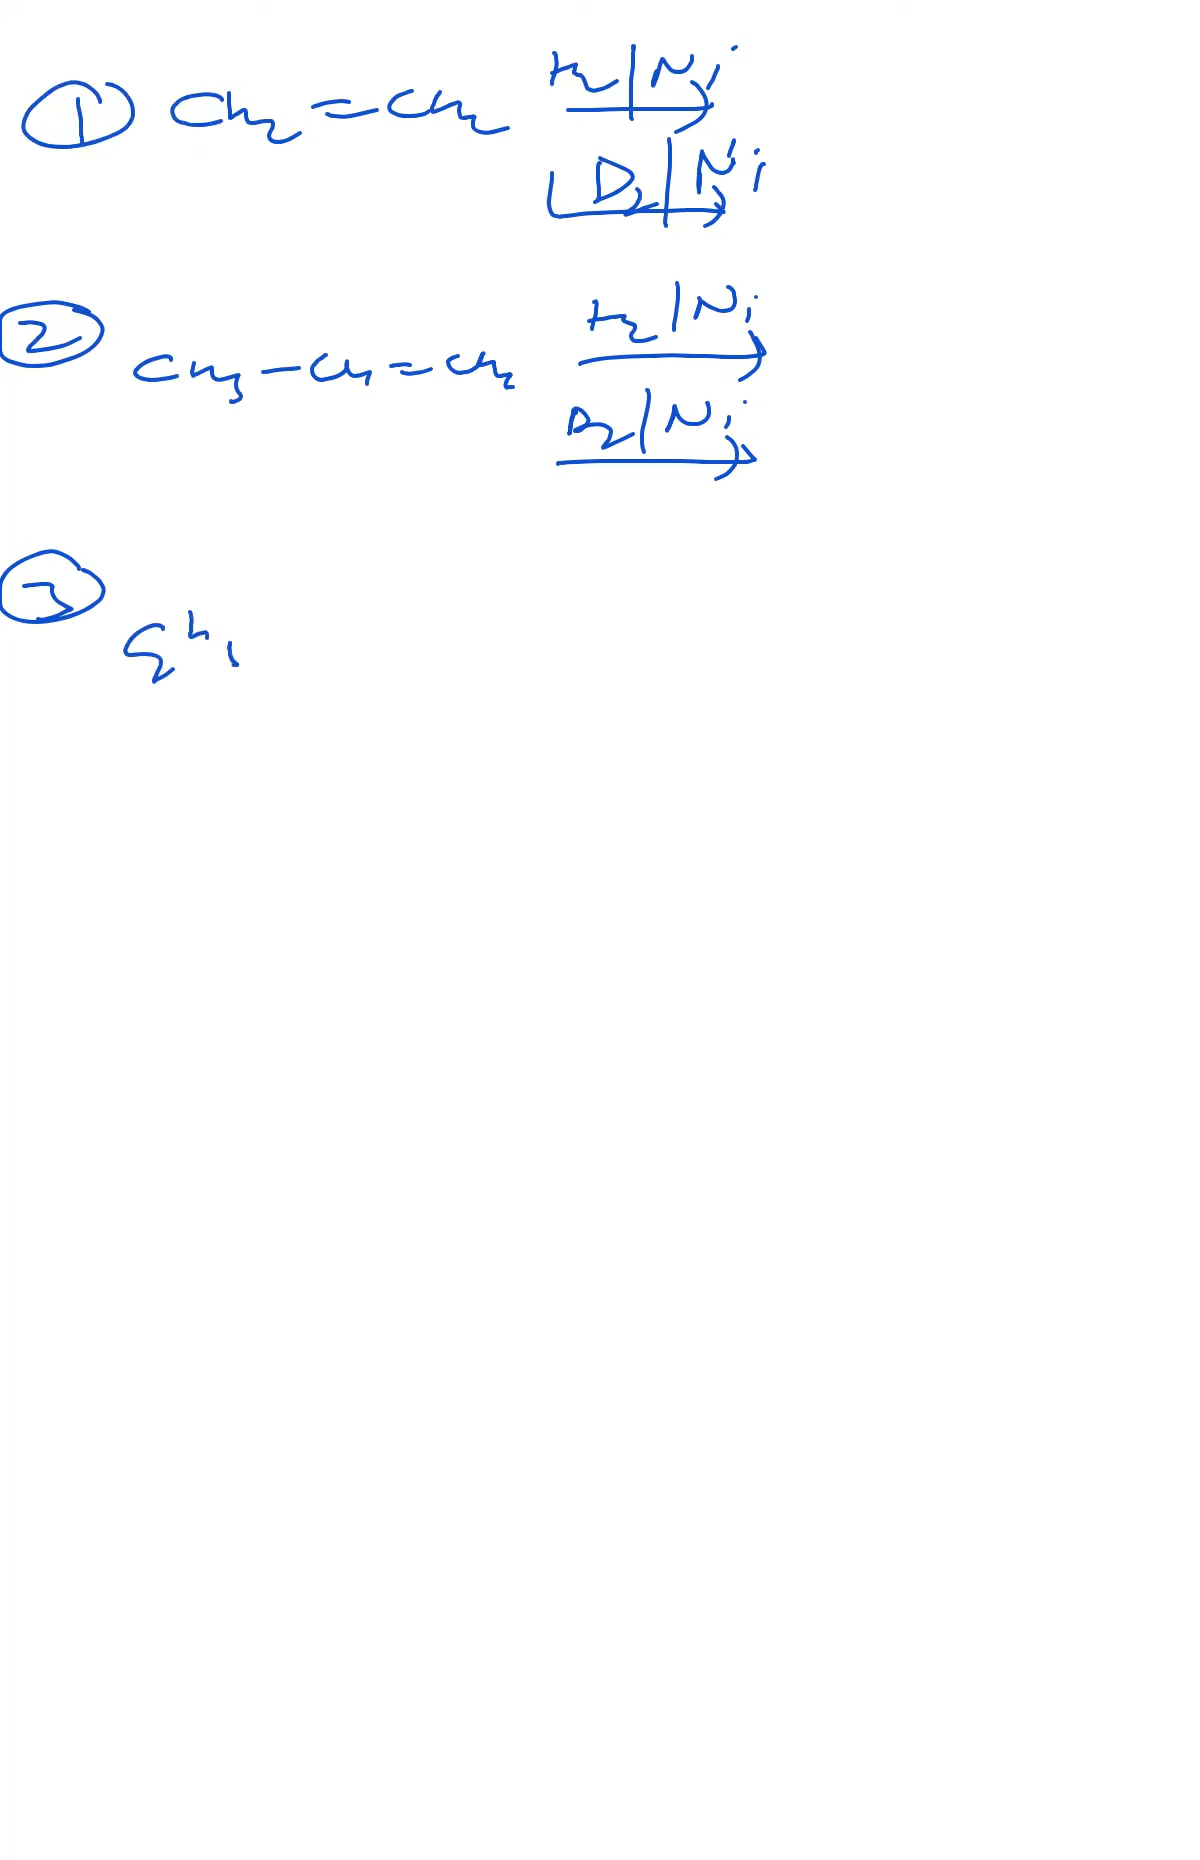 ① CH₂ = CH₂ H₂ | Ni →
D₂ | Ni →
② CH₃ – CH = CH₂ H₂ | Ni →
D₂ | Ni →
③